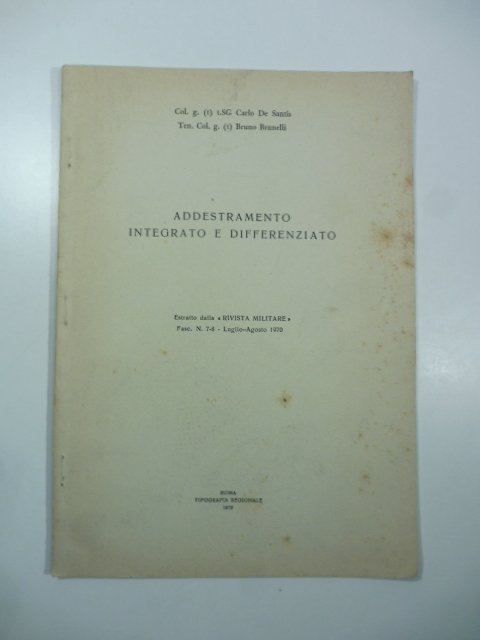 Col. g. (t) t.SG Carlo De Santis
Ten. Col. g. (t) Bruno Brunelli
ADDESTRAMENTO
INTEGRATO E DIFFERENZIATO
Estratto dalla « RIVISTA MILITARE »
Fasc. N. 7-8 - Luglio-Agosto 1970
ROMA
TIPOGRAFIA REGIONALE
1970